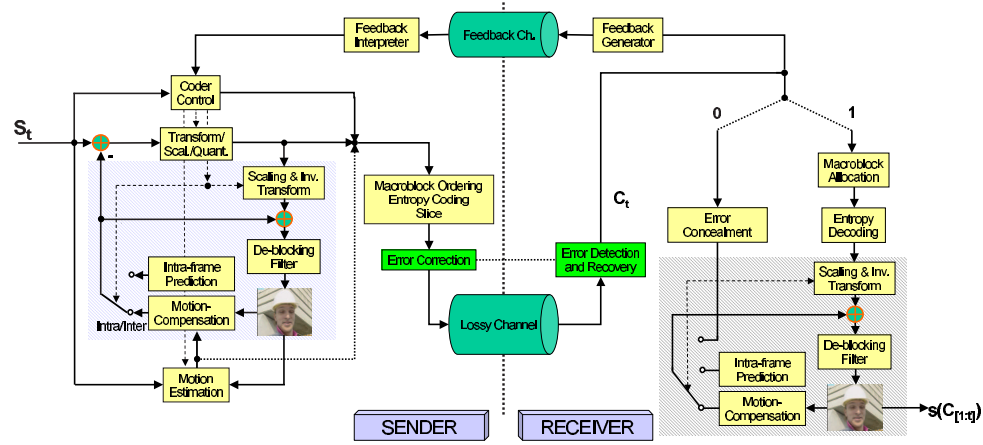 Feedback
Interpreter
Feedback Ch.
Feedback
Generator
Coder
Control
0
1
S_t
-
Transform/
Scal./Quant.
Scaling & Inv.
Transform
Macroblock Ordering
Entropy Coding
Slice
C_t
Macroblock
Allocation
Error
Concealment
Entropy
Decoding
De-blocking
Filter
Error Correction
Error Detection
and Recovery
Intra-frame
Prediction
Scaling & Inv.
Transform
Motion-
Compensation
Intra/Inter
Lossy Channel
De-blocking
Filter
Intra-frame
Prediction
Motion
Estimation
Motion-
Compensation
s(C_[1:t])
SENDER
RECEIVER